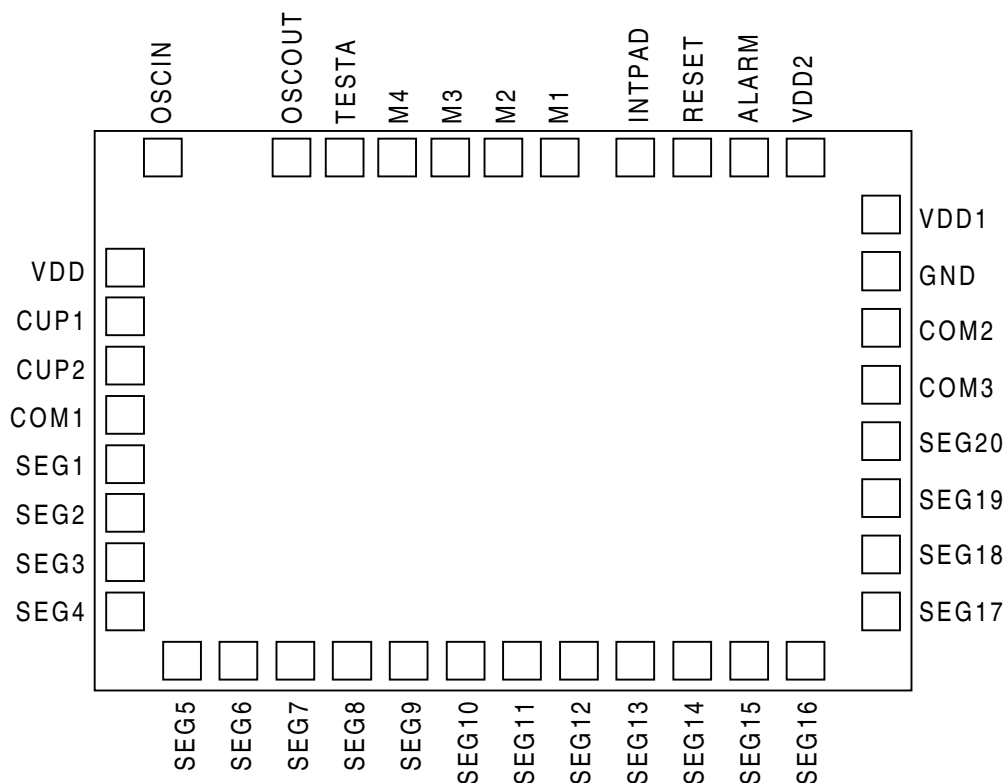 OSCIN
OSCOUT
TESTA
M4
M3
M2
M1
INTPAD
RESET
ALARM
VDD2
VDD
CUP1
CUP2
COM1
SEG1
SEG2
SEG3
SEG4
VDD1
GND
COM2
COM3
SEG20
SEG19
SEG18
SEG17
SEG5
SEG6
SEG7
SEG8
SEG9
SEG10
SEG11
SEG12
SEG13
SEG14
SEG15
SEG16